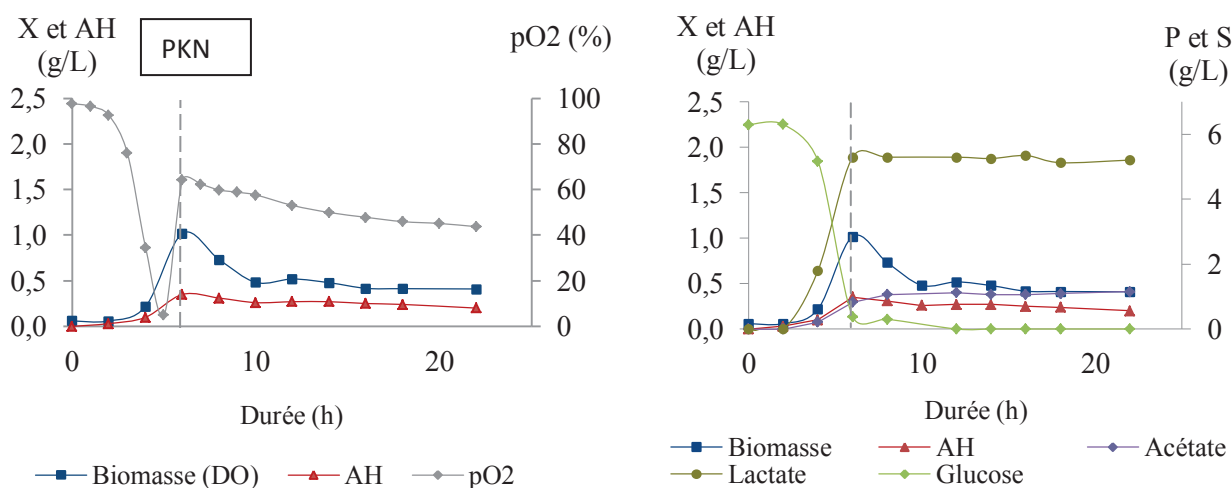 X et AH
(g/L)
PKN
pO2 (%)
2,5
2,0
1,5
1,0
0,5
0,0
100
80
60
40
20
0
0 10 20
Durée (h)
Biomasse (DO) AH pO2
X et AH
(g/L)
P et S
(g/L)
2,5
2,0
1,5
1,0
0,5
0,0
6
4
2
0
0 10 20
Durée (h)
Biomasse AH Acétate
Lactate Glucose